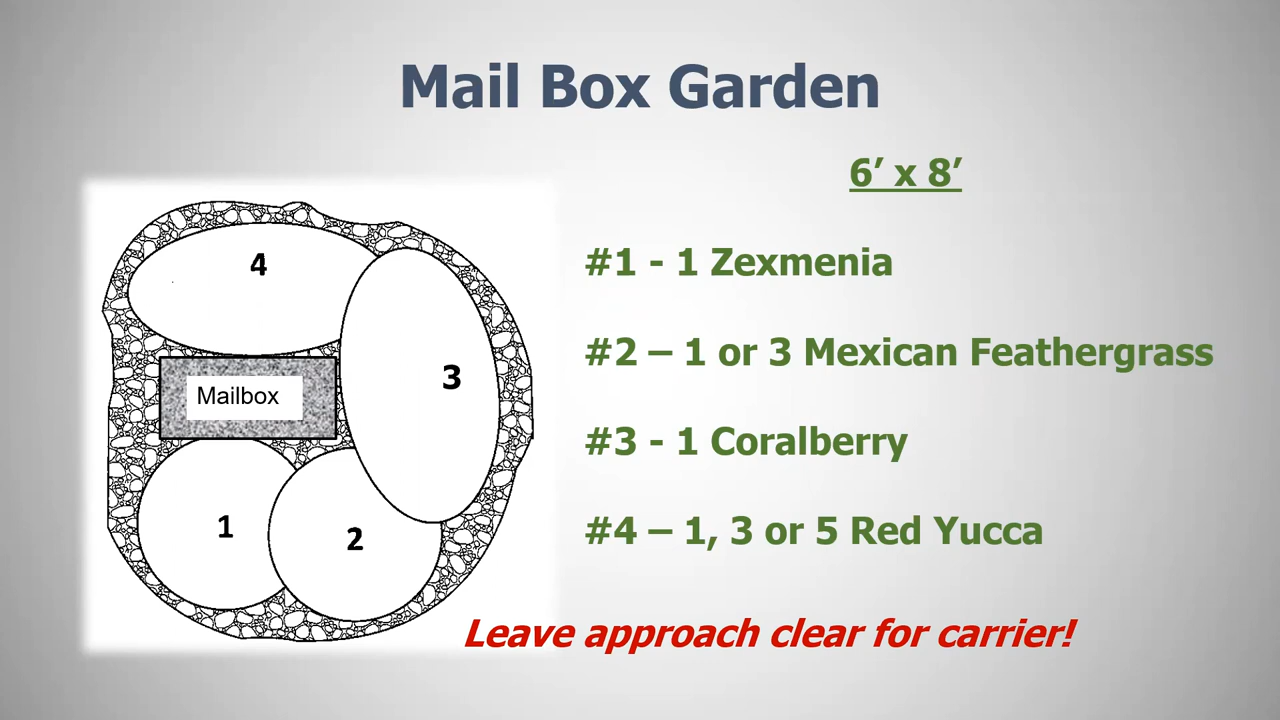 Mail Box Garden
6’ x 8’
#1 - 1 Zexmenia
#2 – 1 or 3 Mexican Feathergrass
#3 - 1 Coralberry
#4 – 1, 3 or 5 Red Yucca
Leave approach clear for carrier!
4
3
Mailbox
1
2